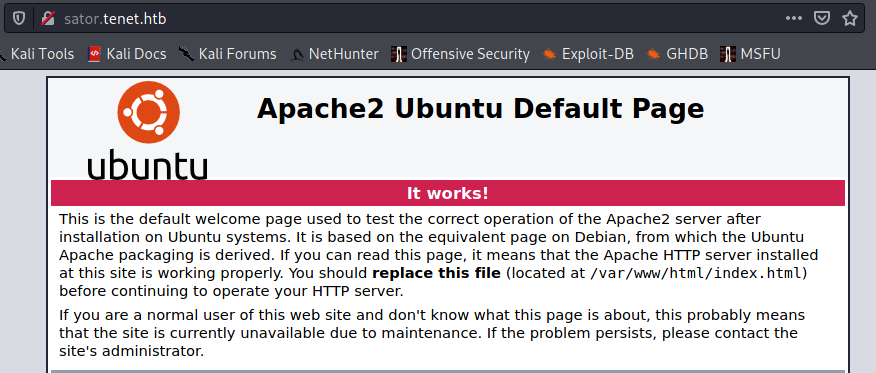 sator.tenet.htb
Kali Tools Kali Docs Kali Forums NetHunter Offensive Security Exploit-DB GHDB MSFU
Apache2 Ubuntu Default Page
ubuntu
It works!
This is the default welcome page used to test the correct operation of the Apache2 server after
installation on Ubuntu systems. It is based on the equivalent page on Debian, from which the Ubuntu
Apache packaging is derived. If you can read this page, it means that the Apache HTTP server installed
at this site is working properly. You should replace this file (located at /var/www/html/index.html)
before continuing to operate your HTTP server.
If you are a normal user of this web site and don't know what this page is about, this probably means
that the site is currently unavailable due to maintenance. If the problem persists, please contact the
site's administrator.